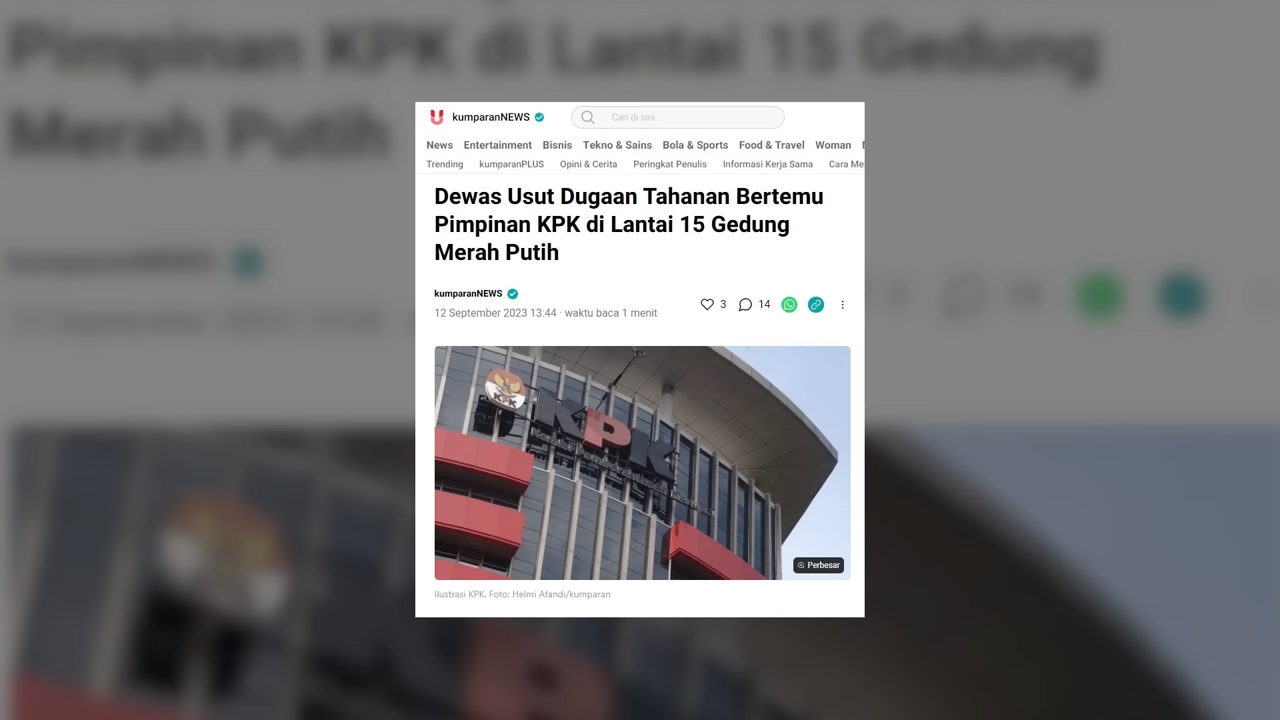 Pimpinan KPK di Lantai 15 Gedung
Merah Putih
kumparanNEWS
Cari di sini...
News Entertainment Bisnis Tekno & Sains Bola & Sports Food & Travel Woman
Trending kumparanPLUS Opini & Cerita Peringkat Penulis Informasi Kerja Sama Cara Me
Dewas Usut Dugaan Tahanan Bertemu
Pimpinan KPK di Lantai 15 Gedung
Merah Putih
kumparanNEWS
12 September 2023 13:44 · waktu baca 1 menit
3 14
KPK
KPK
Perbesar
Ilustrasi KPK. Foto: Helmi Afandi/kumparan